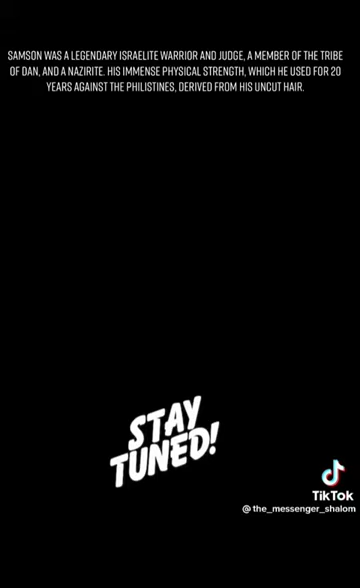 SAMSON WAS A LEGENDARY ISRAELITE WARRIOR AND JUDGE, A MEMBER OF THE TRIBE
OF DAN, AND A NAZIRITE. HIS IMMENSE PHYSICAL STRENGTH, WHICH HE USED FOR 20
YEARS AGAINST THE PHILISTINES, DERIVED FROM HIS UNCUT HAIR.
STAY
TUNED!
TikTok
@the_messenger_shalom